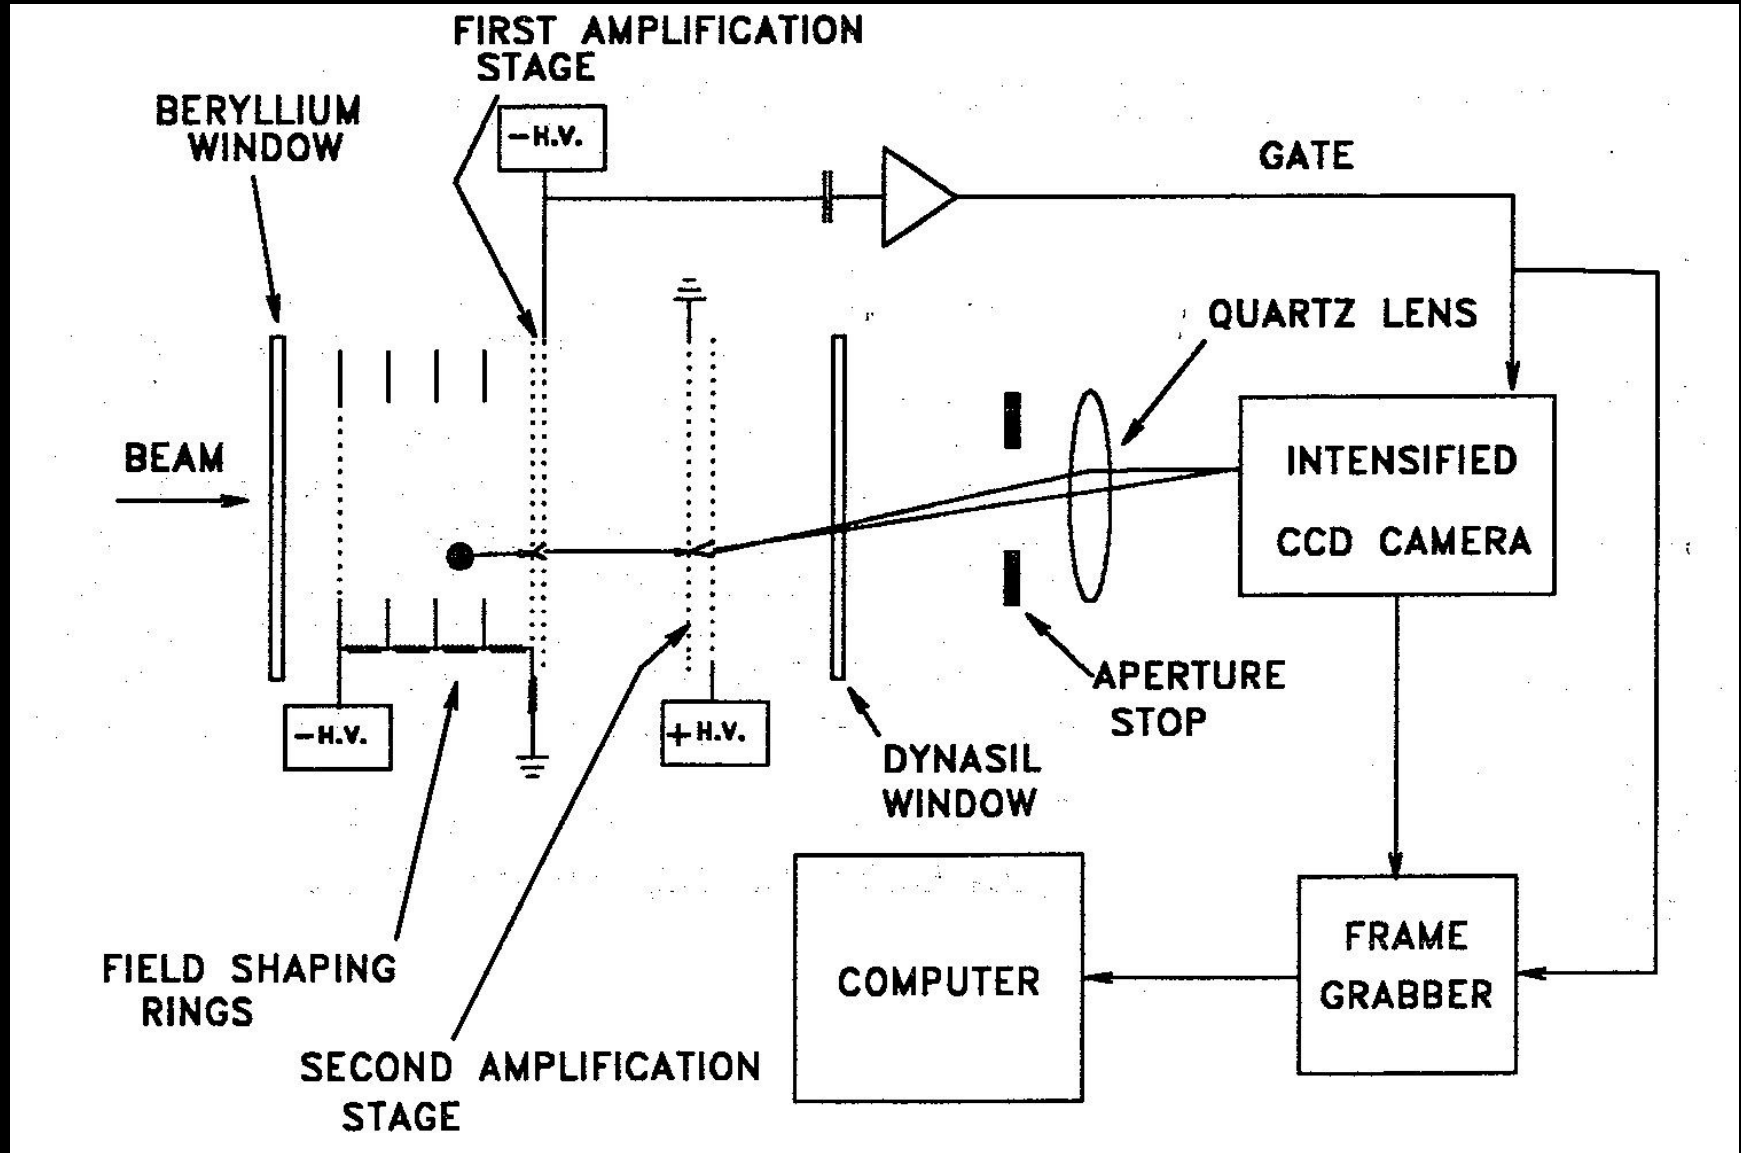 FIRST AMPLIFICATION
STAGE
BERYLLIUM
WINDOW
-H.V.
GATE
QUARTZ LENS
BEAM
INTENSIFIED
CCD CAMERA
APERTURE
STOP
-H.V.
+H.V.
DYNASIL
WINDOW
FIELD SHAPING
RINGS
COMPUTER
FRAME
GRABBER
SECOND AMPLIFICATION
STAGE